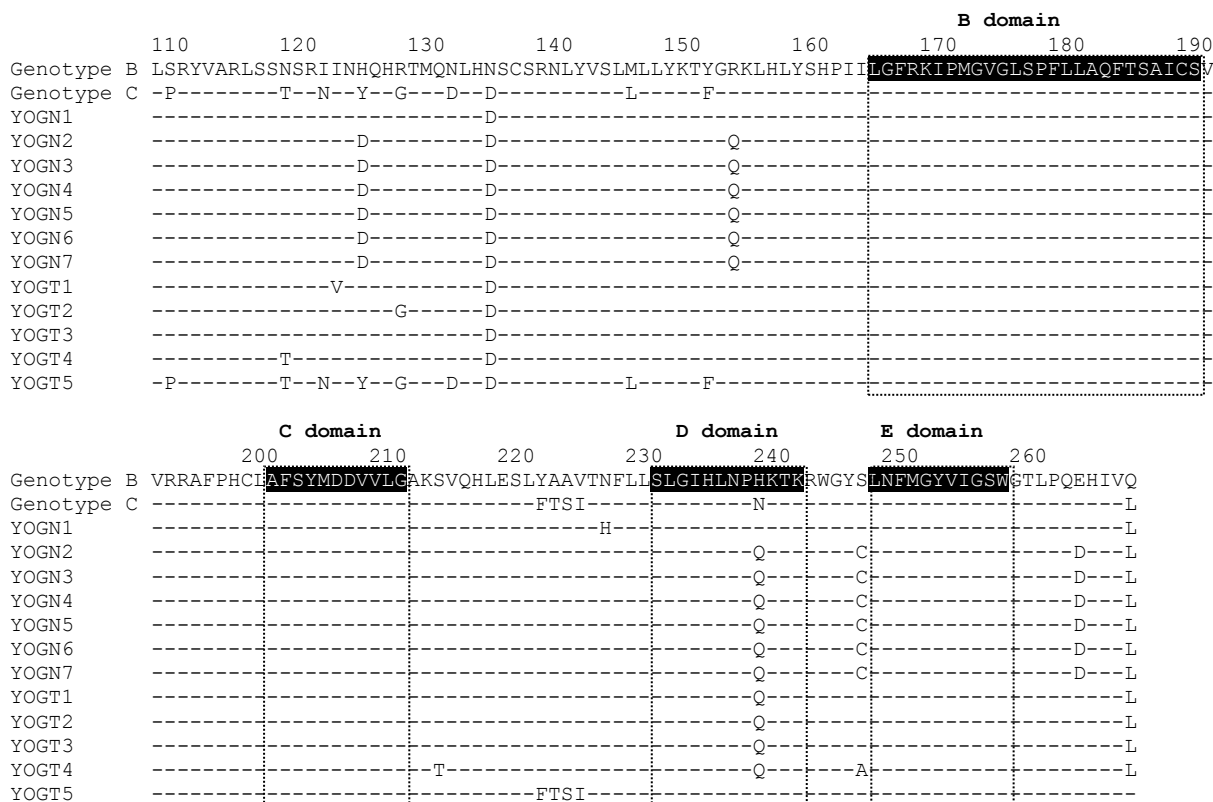 B domain
110 120 130 140 150 160 170 180 190
Genotype B LSRYVARLSSNSRIINHQHRTMQNLHNSCSRNLYVSLMLLYKTYGRKLHLYSHPIILGFRKIPMGVGLSPFLLAQFTSAICSV
Genotype C -P--------T--N--Y--G---D--D----------L-----F---------------------------------------
YOGN1 --------------------------D--------------------------------------------------------
YOGN2 ----------------D---------D------------------Q-------------------------------------
YOGN3 ----------------D---------D------------------Q-------------------------------------
YOGN4 ----------------D---------D------------------Q-------------------------------------
YOGN5 ----------------D---------D------------------Q-------------------------------------
YOGN6 ----------------D---------D------------------Q-------------------------------------
YOGN7 ----------------D---------D------------------Q-------------------------------------
YOGT1 --------------V-----------D--------------------------------------------------------
YOGT2 -------------------G------D--------------------------------------------------------
YOGT3 --------------------------D--------------------------------------------------------
YOGT4 ----------T---------------D--------------------------------------------------------
YOGT5 -P--------T--N--Y--G---D--D----------L-----F---------------------------------------
C domain D domain E domain
200 210 220 230 240 250 260
Genotype B VRRAFPHCLAFSYMDDVVLGAKSVQHLESLYAAVTNFLLSLGIHLNPHKTKRWGYSLNFMGYVIGSWGTLPQEHIVQ
Genotype C ------------------------------FTSI-------------N----------------------------L
YOGN1 -----------------------------------H----------------------------------------L
YOGN2 -----------------------------------------------Q-------C----------------D---L
YOGN3 -----------------------------------------------Q-------C----------------D---L
YOGN4 -----------------------------------------------Q-------C----------------D---L
YOGN5 -----------------------------------------------Q-------C----------------D---L
YOGN6 -----------------------------------------------Q-------C----------------D---L
YOGN7 -----------------------------------------------Q-------C----------------D---L
YOGT1 -----------------------------------------------Q----------------------------L
YOGT2 -----------------------------------------------Q----------------------------L
YOGT3 -----------------------------------------------Q----------------------------L
YOGT4 ----------------------T------------------------Q-------A--------------------L
YOGT5 ------------------------------FTSI-------------------------------------------